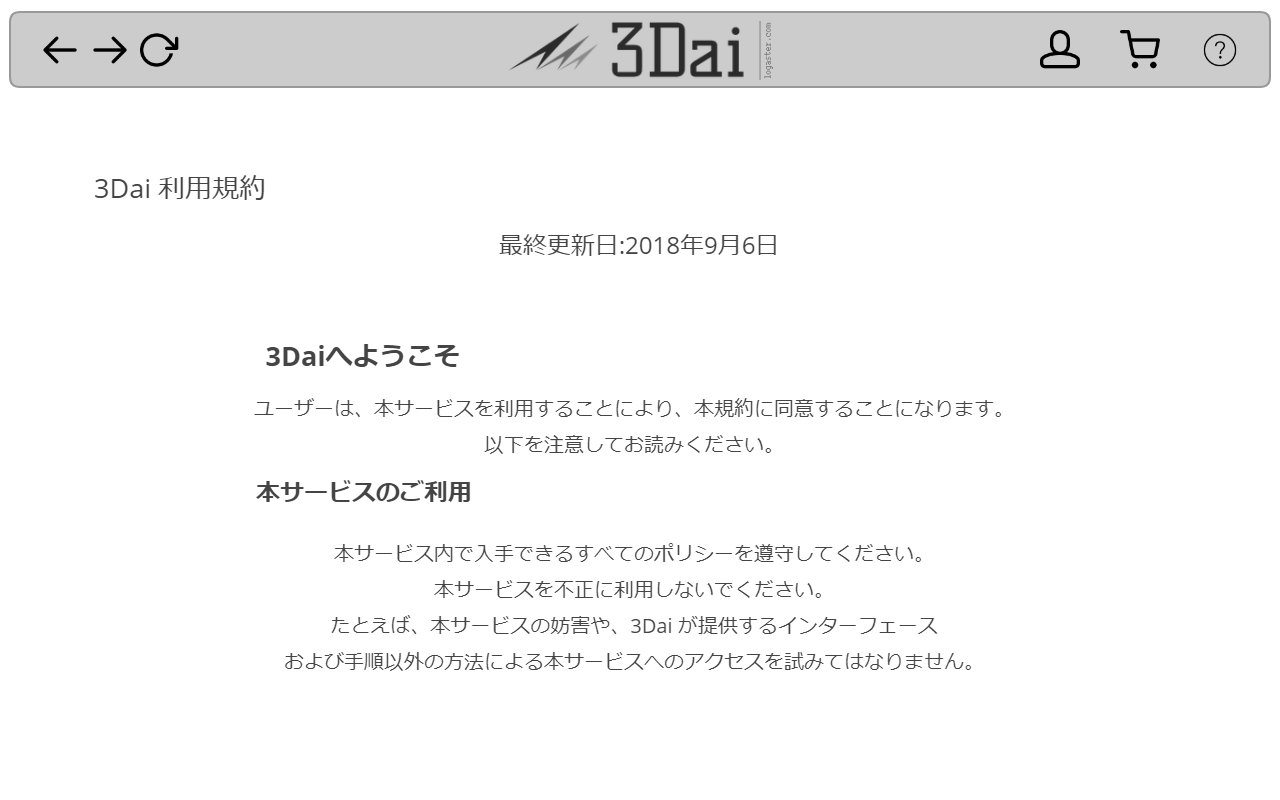 3Dai
logaster.com
3Dai 利用規約
最終更新日:2018年9月6日
3Daiへようこそ
ユーザーは、本サービスを利用することにより、本規約に同意することになります。
以下を注意してお読みください。
本サービスのご利用
本サービス内で入手できるすべてのポリシーを遵守してください。
本サービスを不正に利用しないでください。
たとえば、本サービスの妨害や、3Dai が提供するインターフェース
および手順以外の方法による本サービスへのアクセスを試みてはなりません。